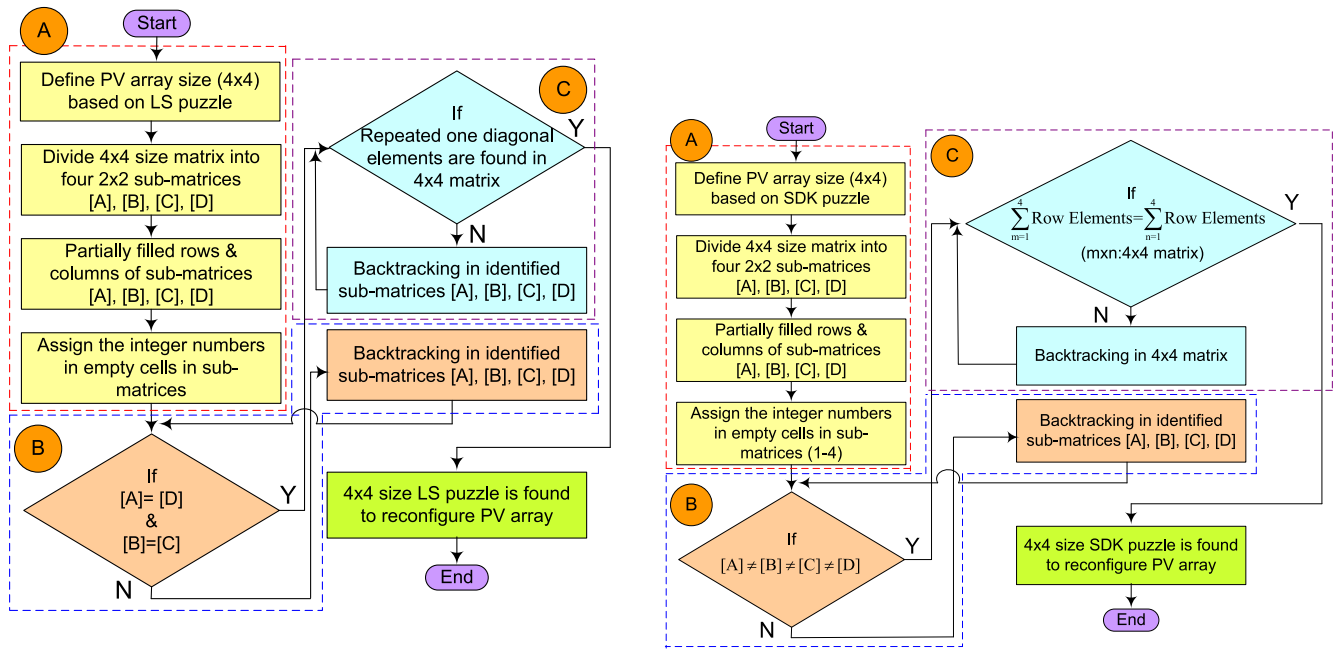 Start
A
Define PV array size (4x4)
based on LS puzzle
Divide 4x4 size matrix into
four 2x2 sub-matrices
[A], [B], [C], [D]
Partially filled rows &
columns of sub-matrices
[A], [B], [C], [D]
Assign the integer numbers
in empty cells in sub-
matrices
B
If
[A]= [D]
&
[B]=[C]
Y
N
C
If
Repeated one diagonal
elements are found in
4x4 matrix
Y
N
Backtracking in identified
sub-matrices [A], [B], [C], [D]
Backtracking in identified
sub-matrices [A], [B], [C], [D]
4x4 size LS puzzle is found
to reconfigure PV array
End
Start
A
Define PV array size (4x4)
based on SDK puzzle
Divide 4x4 size matrix into
four 2x2 sub-matrices
[A], [B], [C], [D]
Partially filled rows &
columns of sub-matrices
[A], [B], [C], [D]
Assign the integer numbers
in empty cells in sub-
matrices (1-4)
B
If
[A] ≠ [B] ≠ [C] ≠ [D]
Y
N
C
If
∑_{m=1}^{4} Row Elements=∑_{n=1}^{4} Row Elements
(mxn:4x4 matrix)
Y
N
Backtracking in 4x4 matrix
Backtracking in identified
sub-matrices [A], [B], [C], [D]
4x4 size SDK puzzle is found
to reconfigure PV array
End